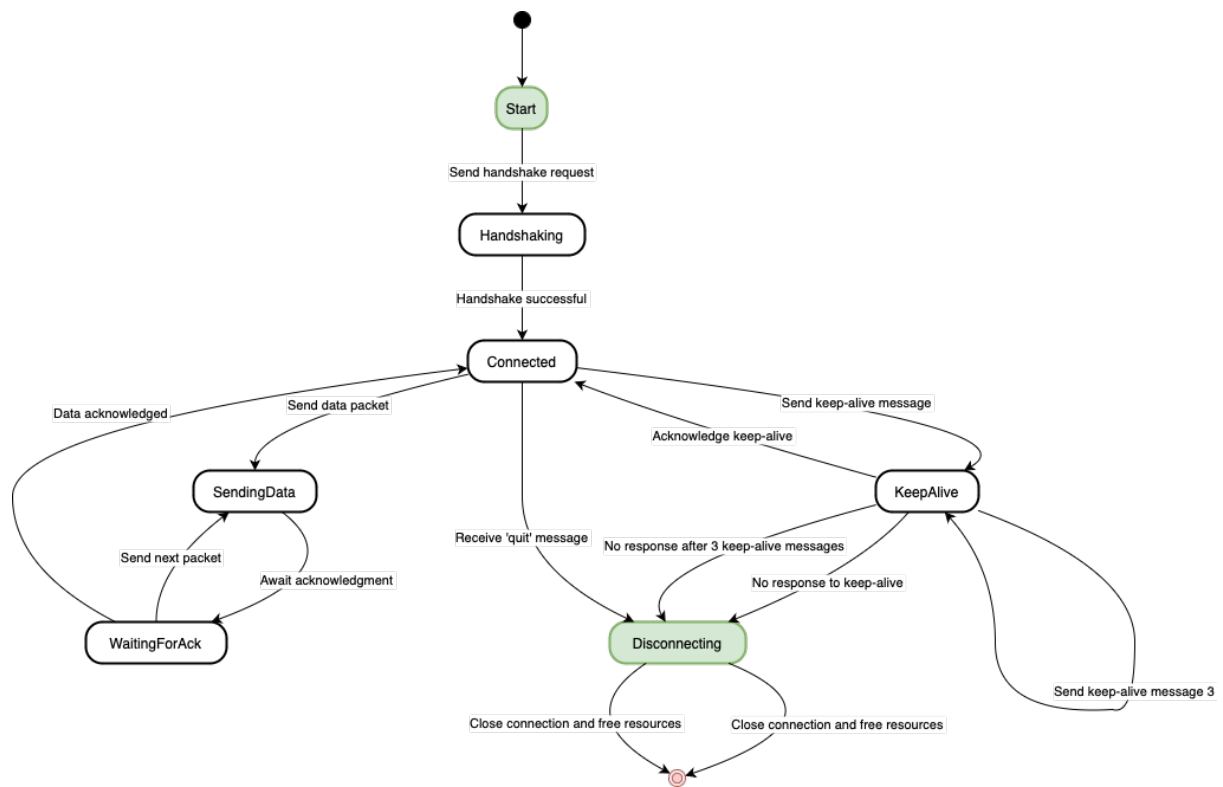 Start
Send handshake request
Handshaking
Handshake successful
Connected
Data acknowledged
Send data packet
Send keep-alive message
Acknowledge keep-alive
SendingData
KeepAlive
Receive 'quit' message
No response after 3 keep-alive messages
Send next packet
Await acknowledgment
No response to keep-alive
WaitingForAck
Disconnecting
Send keep-alive message 3
Close connection and free resources
Close connection and free resources